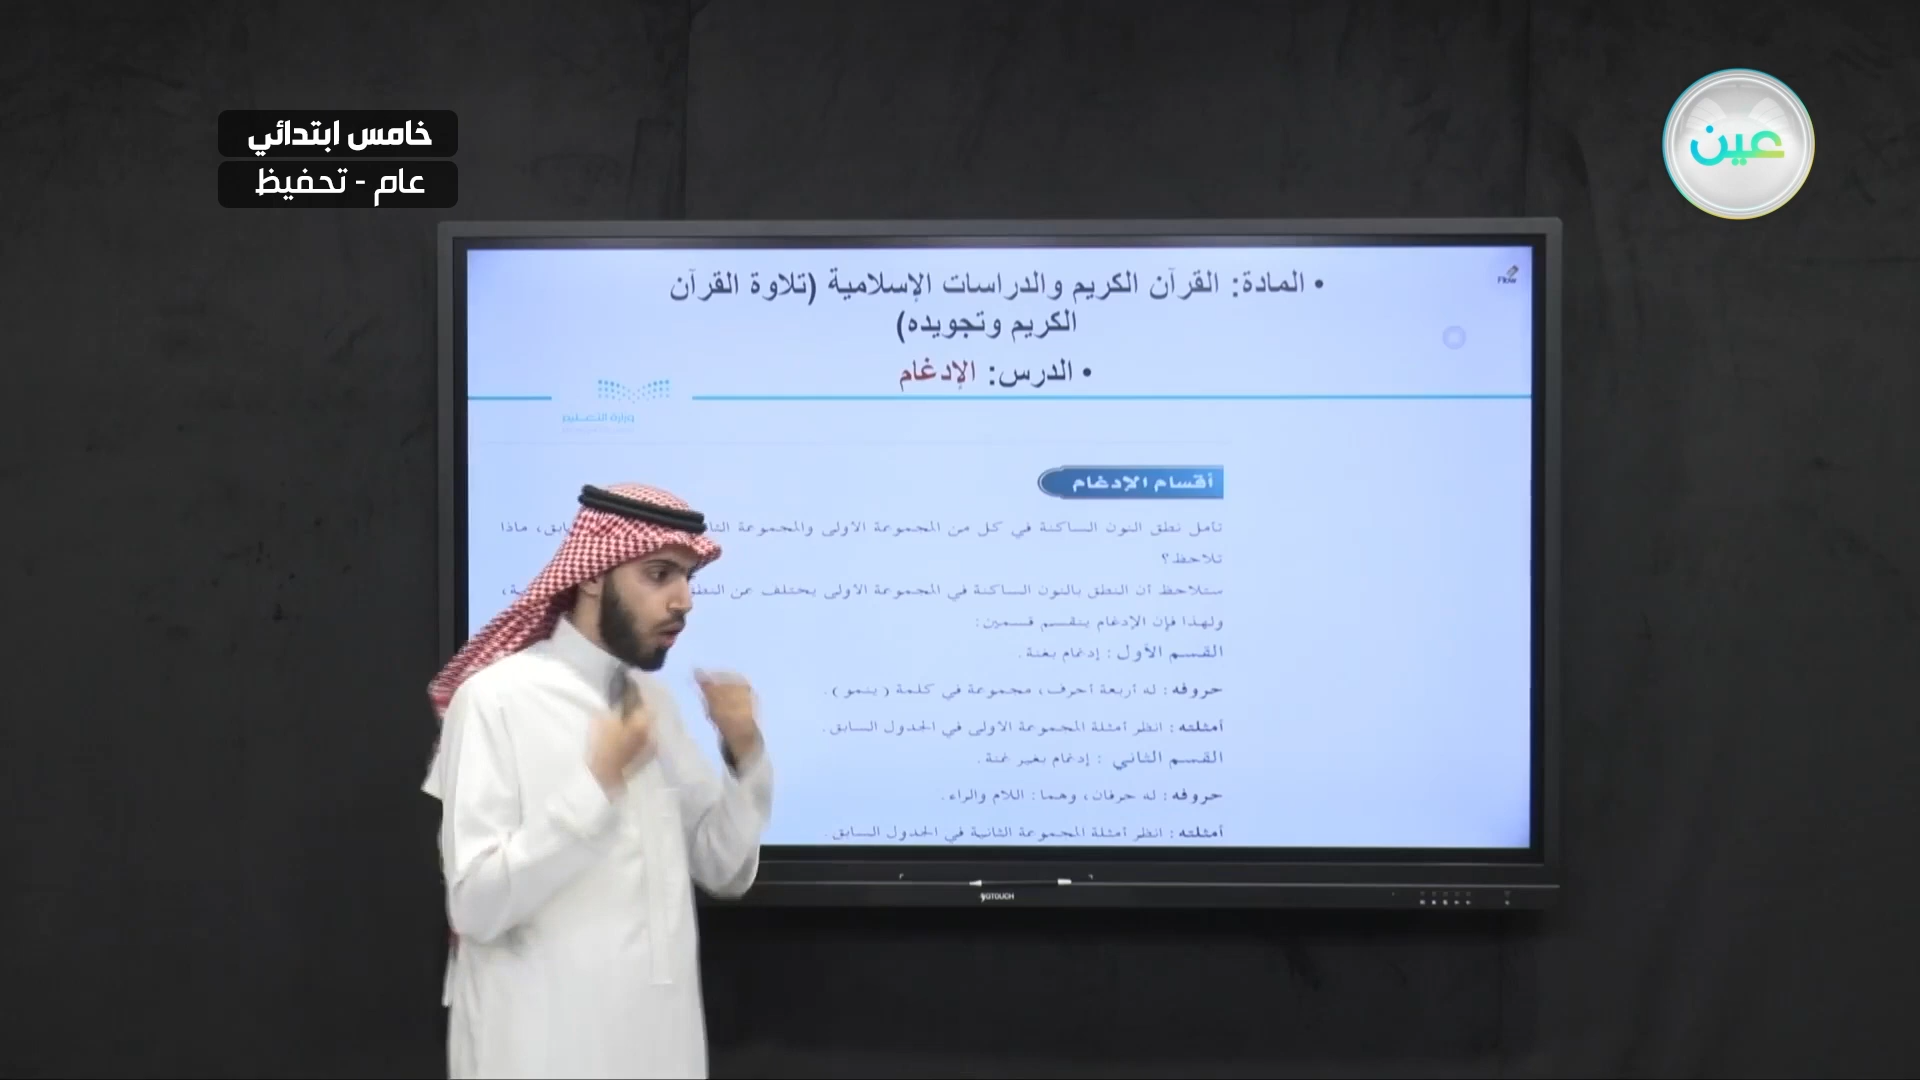 خامس ابتدائي
عام - تحفيظ
عين
• المادة: القرآن الكريم والدراسات الإسلامية (تلاوة القرآن
الكريم وتجويده)
• الدرس: الإدغام
Flow
وزارة التعليم
أقسام الإدغام
تأمل نطق النون الساكنة في كل من المجموعة الأولى والمجموعة ماذا
تلاحظ؟
ستلاحظ أن النطق بالنون الساكنة في المجموعة الأولى يختلف عن
ولهذا فإن الإدغام ينقسم قسمين:
القسم الأول : إدغام بغنة .
حروفه : له أربعة أحرف، مجموعة في كلمة ( ينمو ) .
أمثلته : انظر أمثلة المجموعة الأولى في الجدول السابق .
القسم الثاني : إدغام بغير غنة .
حروفه : له حرفان، وهما : اللام والراء .
أمثلته : انظر أمثلة المجموعة الثانية في الجدول السابق .